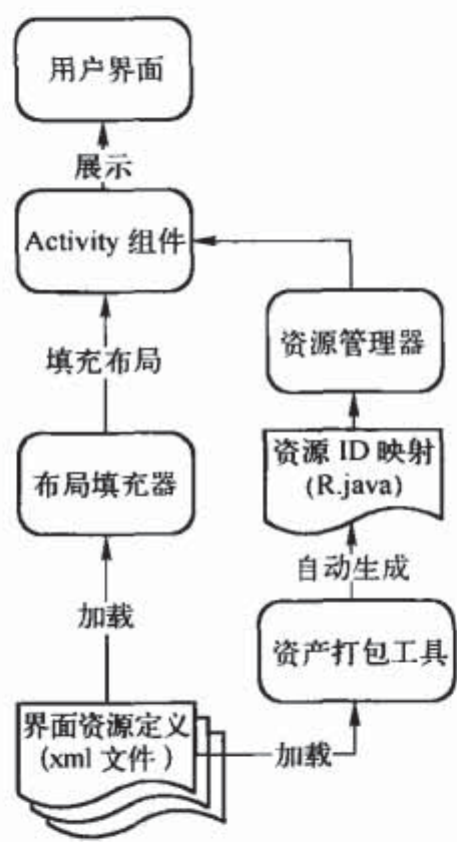 用户界面
展示
Activity 组件
资源管理器
填充布局
资源 ID 映射
(R.java)
布局填充器
自动生成
加载
资产打包工具
界面资源定义
(xml 文件)
加载